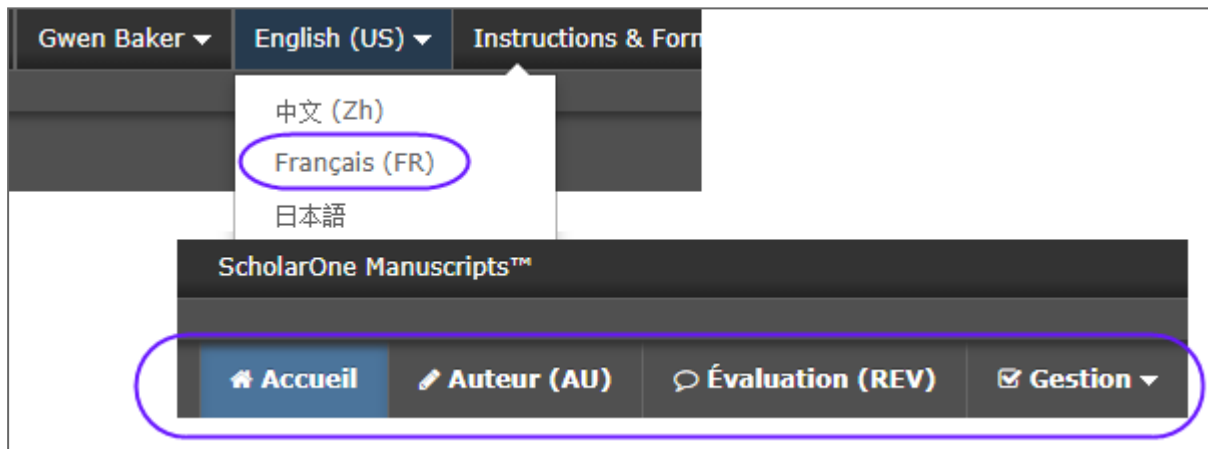 Gwen Baker English (US) Instructions &
中文 (Zh)
Français (FR)
日本語
ScholarOne Manuscripts™
Accueil Auteur (AU) Évaluation (REV) Gestion